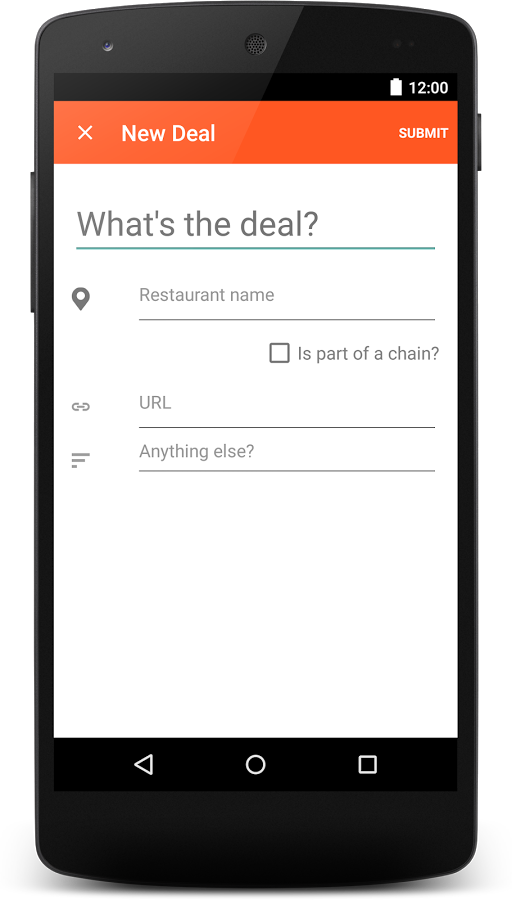 12:00
New Deal SUBMIT
What's the deal?
Restaurant name
Is part of a chain?
URL
Anything else?